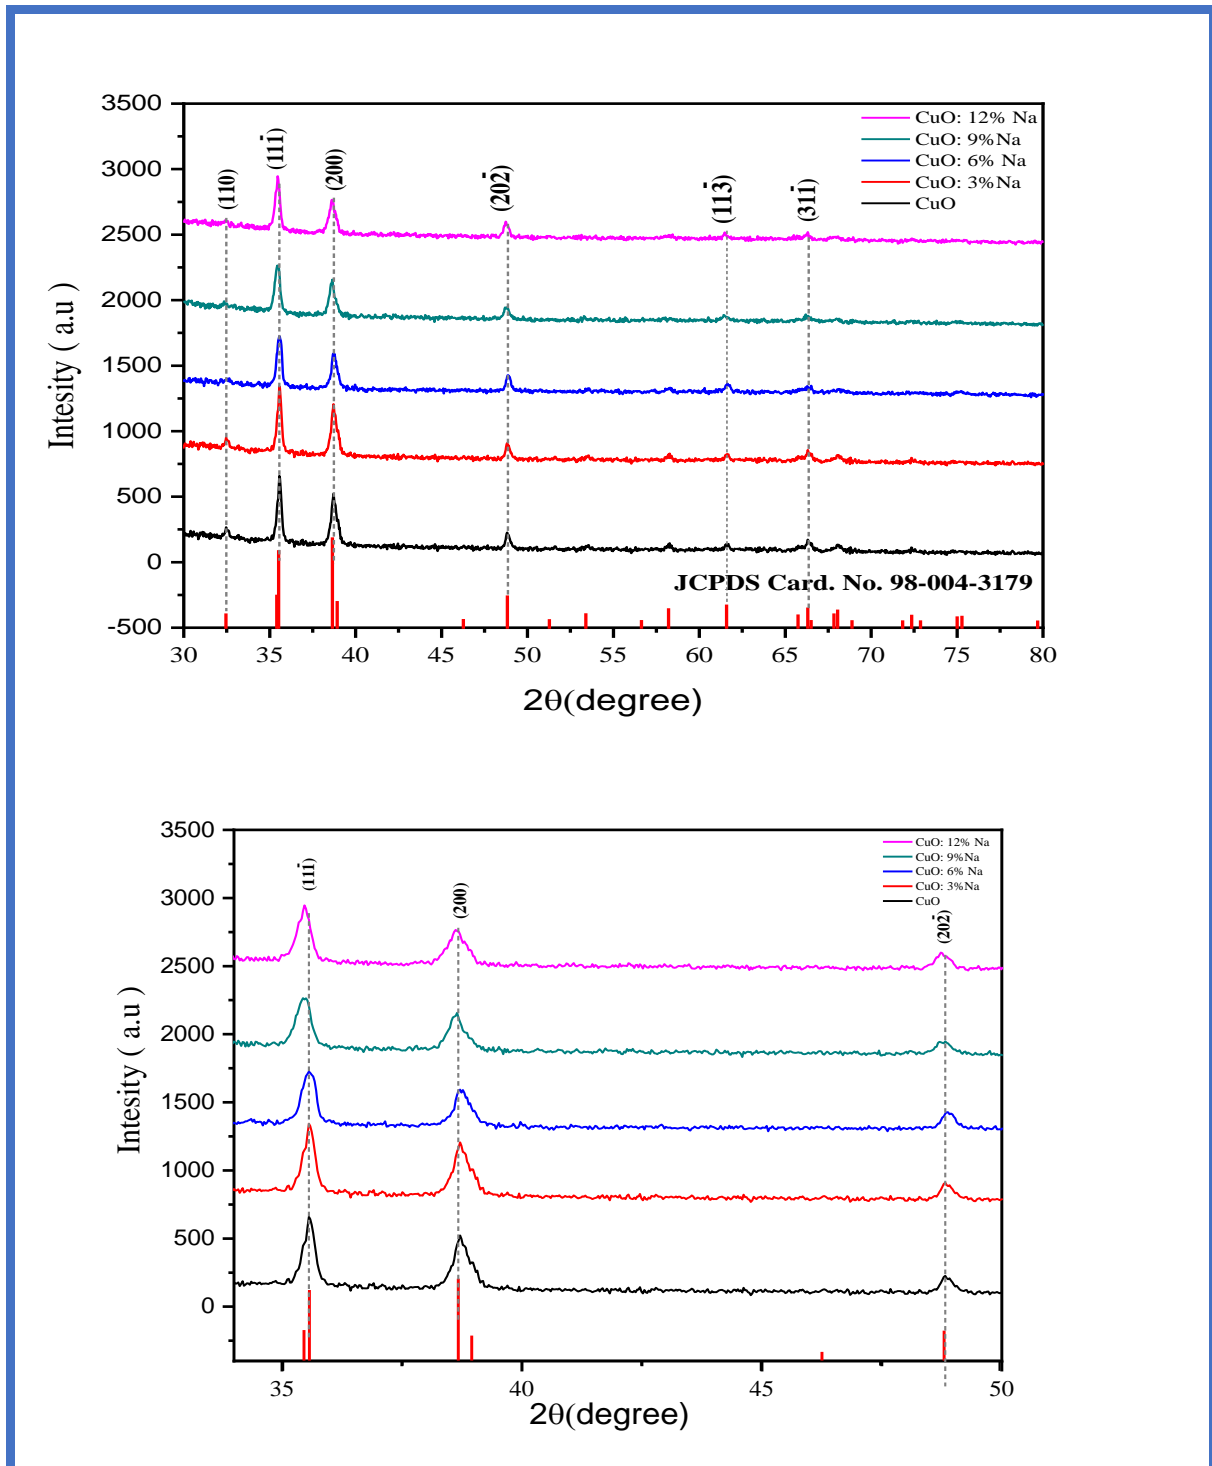 3500
3000
2500
2000
1500
1000
500
0
-500
Intesity ( a.u )
(110)
(111̄)
(200)
(202̄)
(113̄)
(311̄)
CuO: 12% Na
CuO: 9%Na
CuO: 6% Na
CuO: 3%Na
CuO
JCPDS Card. No. 98-004-3179
30 35 40 45 50 55 60 65 70 75 80
2θ(degree)
3500
3000
2500
2000
1500
1000
500
0
Intesity ( a.u )
(111̄)
(200)
(202̄)
CuO: 12% Na
CuO: 9%Na
CuO: 6% Na
CuO: 3%Na
CuO
35 40 45 50
2θ(degree)